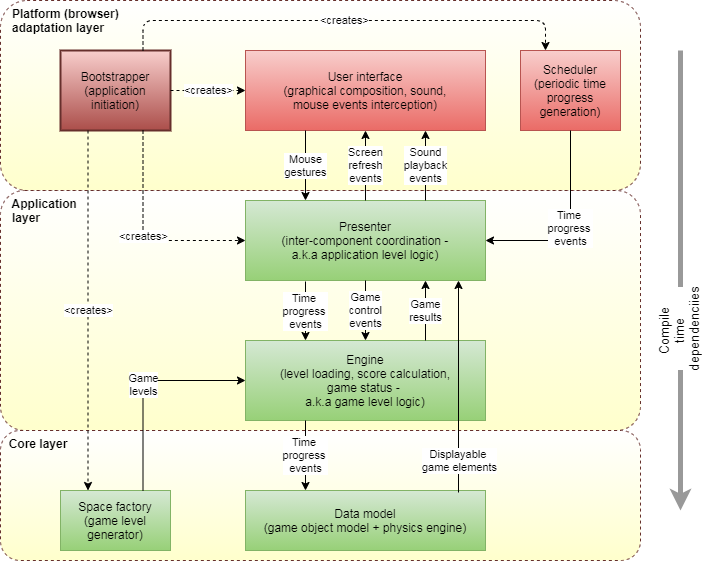 Platform (browser)
adaptation layer
<creates>
Bootstrapper
(application
initiation)
<creates>
User interface
(graphical composition, sound,
mouse events interception)
Scheduler
(periodic time
progress
generation)
Mouse
gestures
Screen
refresh
events
Sound
playback
events
Application
layer
Time
progress
events
<creates>
Presenter
(inter-component coordination -
a.k.a application level logic)
<creates>
Time
progress
events
Game
control
events
Game
results
Compile
time
dependenciies
Game
levels
Engine
(level loading, score calculation,
game status -
a.k.a game level logic)
Core layer
Time
progress
events
Displayable
game elements
Space factory
(game level
generator)
Data model
(game object model + physics engine)